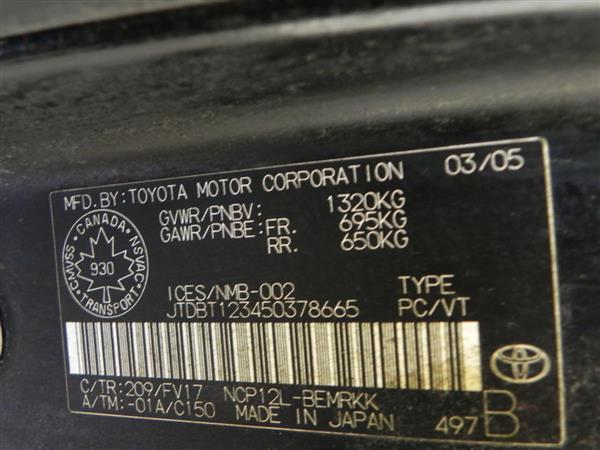 MFD.BY:TOYOTA MOTOR CORPORATION 03/05
GVWR/PNBV: 1320KG
GAWR/PNBE: FR. 695KG
RR. 650KG
CANADA
CMVSS NSVAC
930
TRANSPORT
ICES/NMB-002 TYPE
JTDBT123450378665 PC/VT
C/TR:209/FV17 NCP12L-BEMRKK
A/TM:-01A/C150 MADE IN JAPAN 497 B